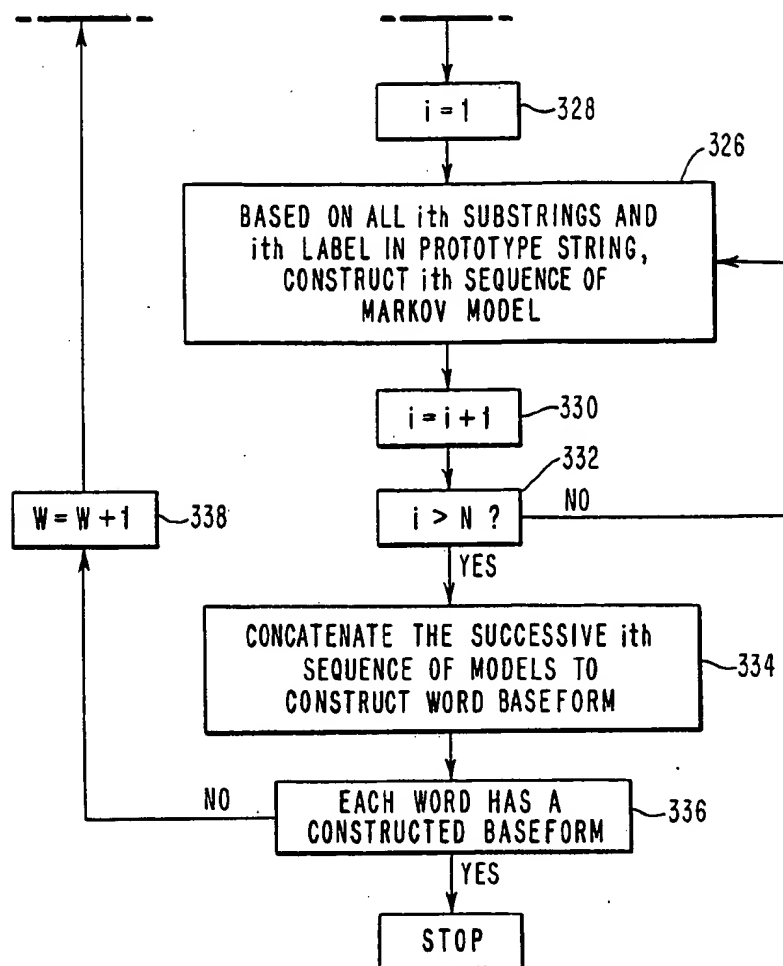 i = 1
328
326
BASED ON ALL ith SUBSTRINGS AND
ith LABEL IN PROTOTYPE STRING,
CONSTRUCT ith SEQUENCE OF
MARKOV MODEL.
i = i + 1
330
332
i > N ?
NO
W = W + 1
338
YES
CONCATENATE THE SUCCESSIVE ith
SEQUENCE OF MODELS TO
CONSTRUCT WORD BASEFORM
334
NO
EACH WORD HAS A
CONSTRUCTED BASEFORM
336
YES
STOP